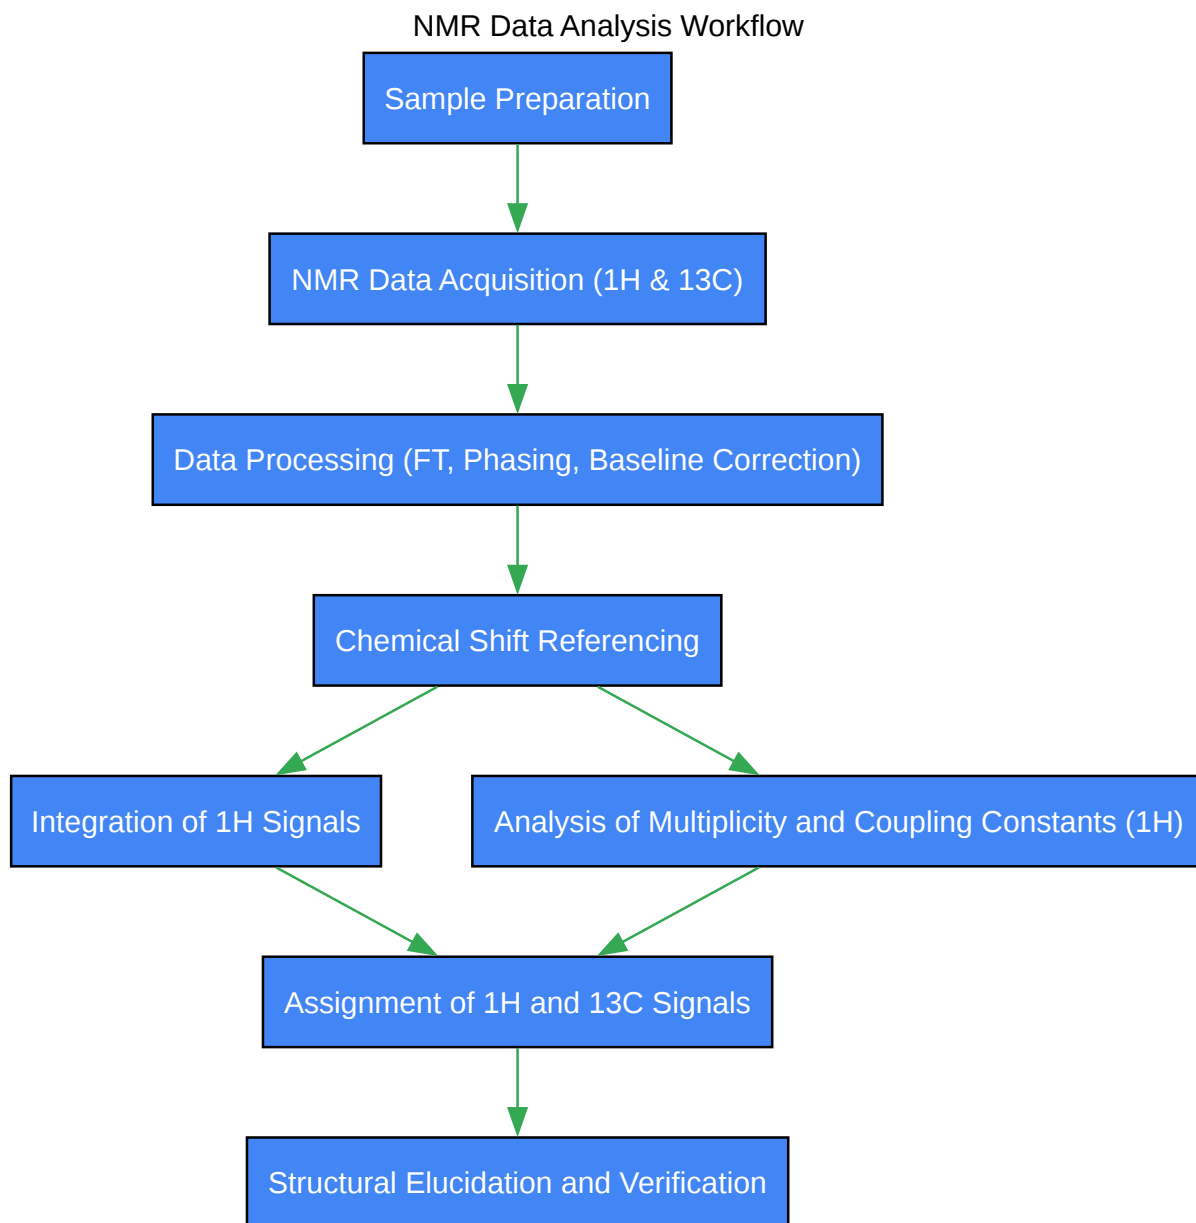 NMR Data Analysis Workflow
Sample Preparation
NMR Data Acquisition (1H & 13C)
Data Processing (FT, Phasing, Baseline Correction)
Chemical Shift Referencing
Integration of 1H Signals
Analysis of Multiplicity and Coupling Constants (1H)
Assignment of 1H and 13C Signals
Structural Elucidation and Verification